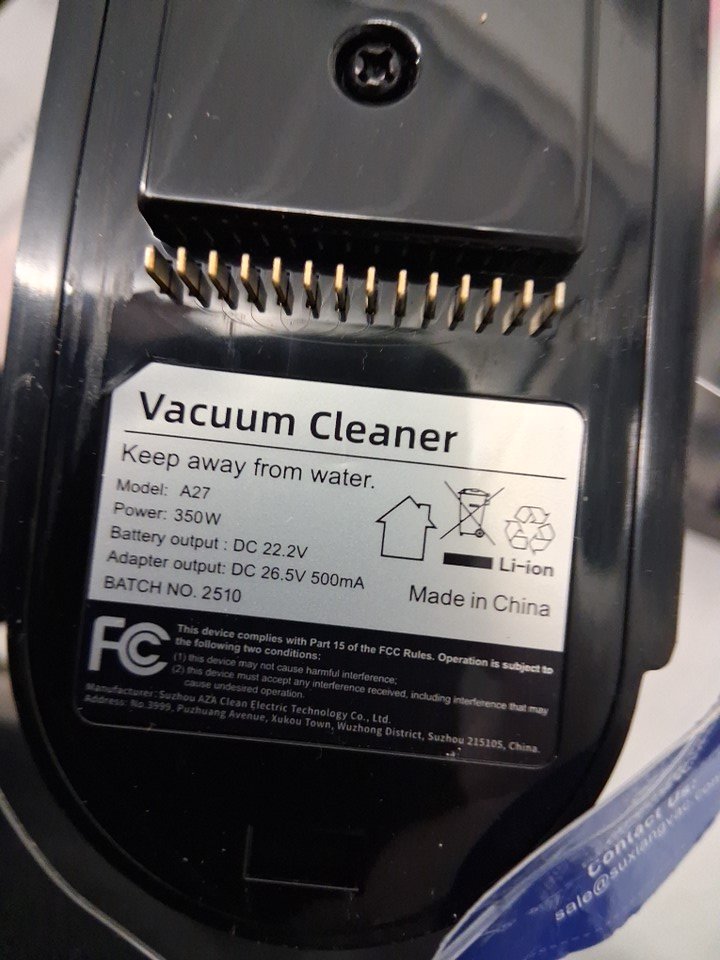 Vacuum Cleaner
Keep away from water.
Model: A27
Power: 350W
Battery output : DC 22.2V
Adapter output: DC 26.5V 500mA
BATCH NO. 2510
Li-ion
Made in China
FC
This device complies with Part 15 of the FCC Rules. Operation is subject to
the following two conditions:
(1) this device may not cause harmful interference;
(2) this device must accept any interference received, including interference that may
cause undesired operation.
Manufacturer: Suzhou AZA Clean Electric Technology Co., Ltd.
Address: No.3999, Puzhuang Avenue, Xukou Town, Wuzhong District, Suzhou 215105, China.
Contact Us:
sale@suxiangvac.com